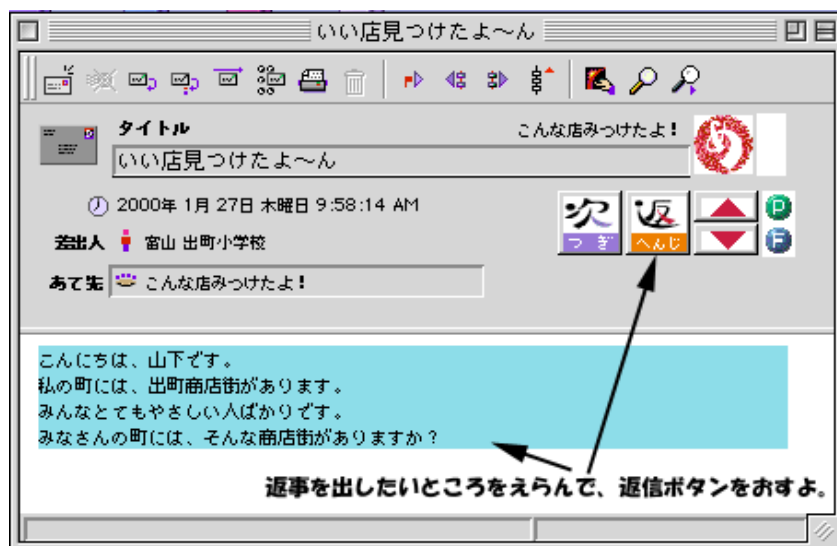 いい店見つけたよ〜ん
タイトル
こんな店みつけたよ!
いい店見つけたよ〜ん
2000年 1月 27日 木曜日 9:58:14 AM
次
つぎ
返
へんじ
P
F
差出人
富山 出町小学校
あて先
こんな店みつけたよ!
こんにちは、山下です。
私の町には、出町商店街があります。
みんなとてもやさしい人ばかりです。
みなさんの町には、そんな商店街がありますか？
返事を出したいところをえらんで、返信ボタンをおすよ。